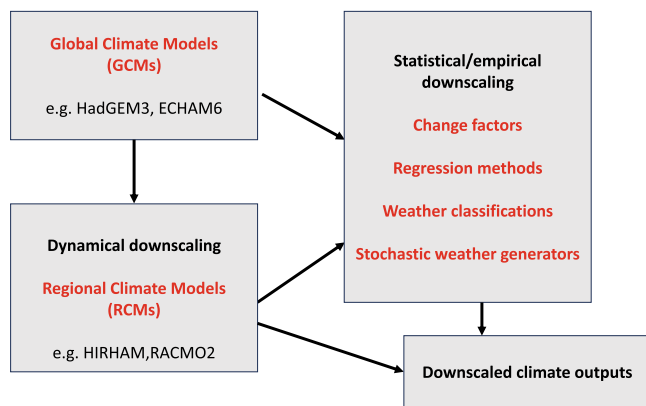 Global Climate Models
(GCMs)
e.g. HadGEM3, ECHAM6
Dynamical downscaling
Regional Climate Models
(RCMs)
e.g. HIRHAM,RACMO2
Statistical/empirical
downscaling
Change factors
Regression methods
Weather classifications
Stochastic weather generators
Downscaled climate outputs